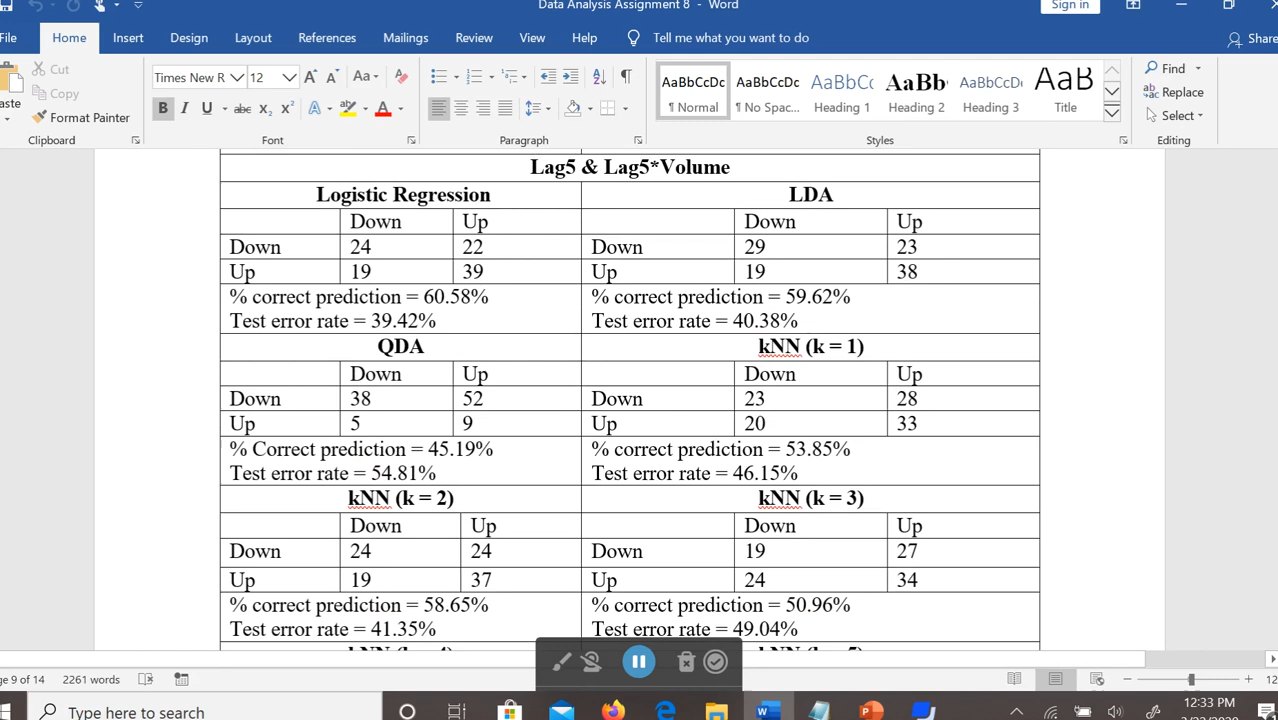 Data Analysis Assignment 8 - Word
Sign in
File Home Insert Design Layout References Mailings Review View Help Tell me what you want to do Share
Cut
Copy
Format Painter
Clipboard
Times New R 12
Font
Paragraph
AaBbCcDc AaBbCcDc AaBbCc AaBb AaBbCcDc AaB
¶ Normal ¶ No Spac... Heading 1 Heading 2 Heading 3 Title
Styles
Find
Replace
Select
Editing
Lag5 & Lag5*Volume
Logistic Regression LDA
Down Up Down Up
Down 24 22 Down 29 23
Up 19 39 Up 19 38
% correct prediction = 60.58% % correct prediction = 59.62%
Test error rate = 39.42% Test error rate = 40.38%
QDA kNN (k = 1)
Down Up Down Up
Down 38 52 Down 23 28
Up 5 9 Up 20 33
% Correct prediction = 45.19% % correct prediction = 53.85%
Test error rate = 54.81% Test error rate = 46.15%
kNN (k = 2) kNN (k = 3)
Down Up Down Up
Down 24 24 Down 19 27
Up 19 37 Up 24 34
% correct prediction = 58.65% % correct prediction = 50.96%
Test error rate = 41.35% Test error rate = 49.04%
2261 words
Type here to search
12:33 PM